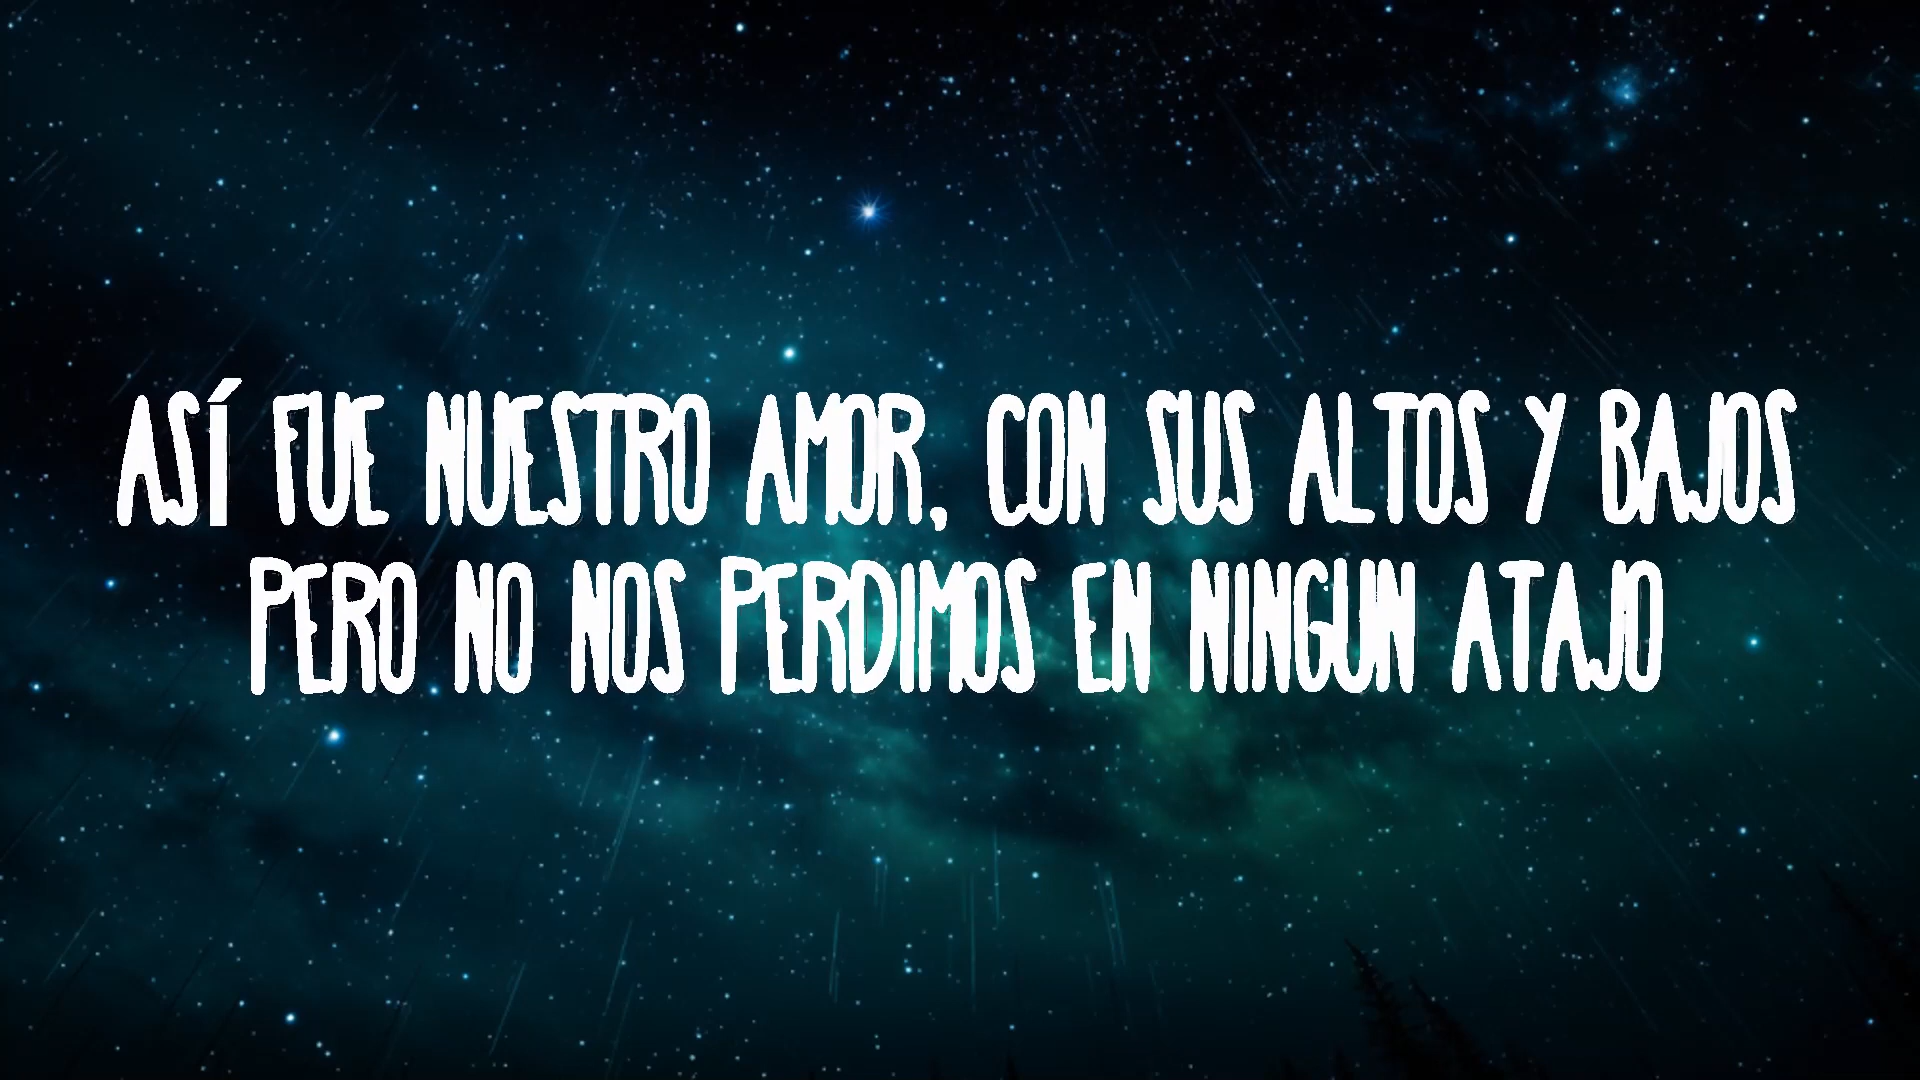 ASÍ FUE NUESTRO AMOR, CON SUS ALTOS Y BAJOS
PERO NO NOS PERDIMOS EN NINGUN ATAJO